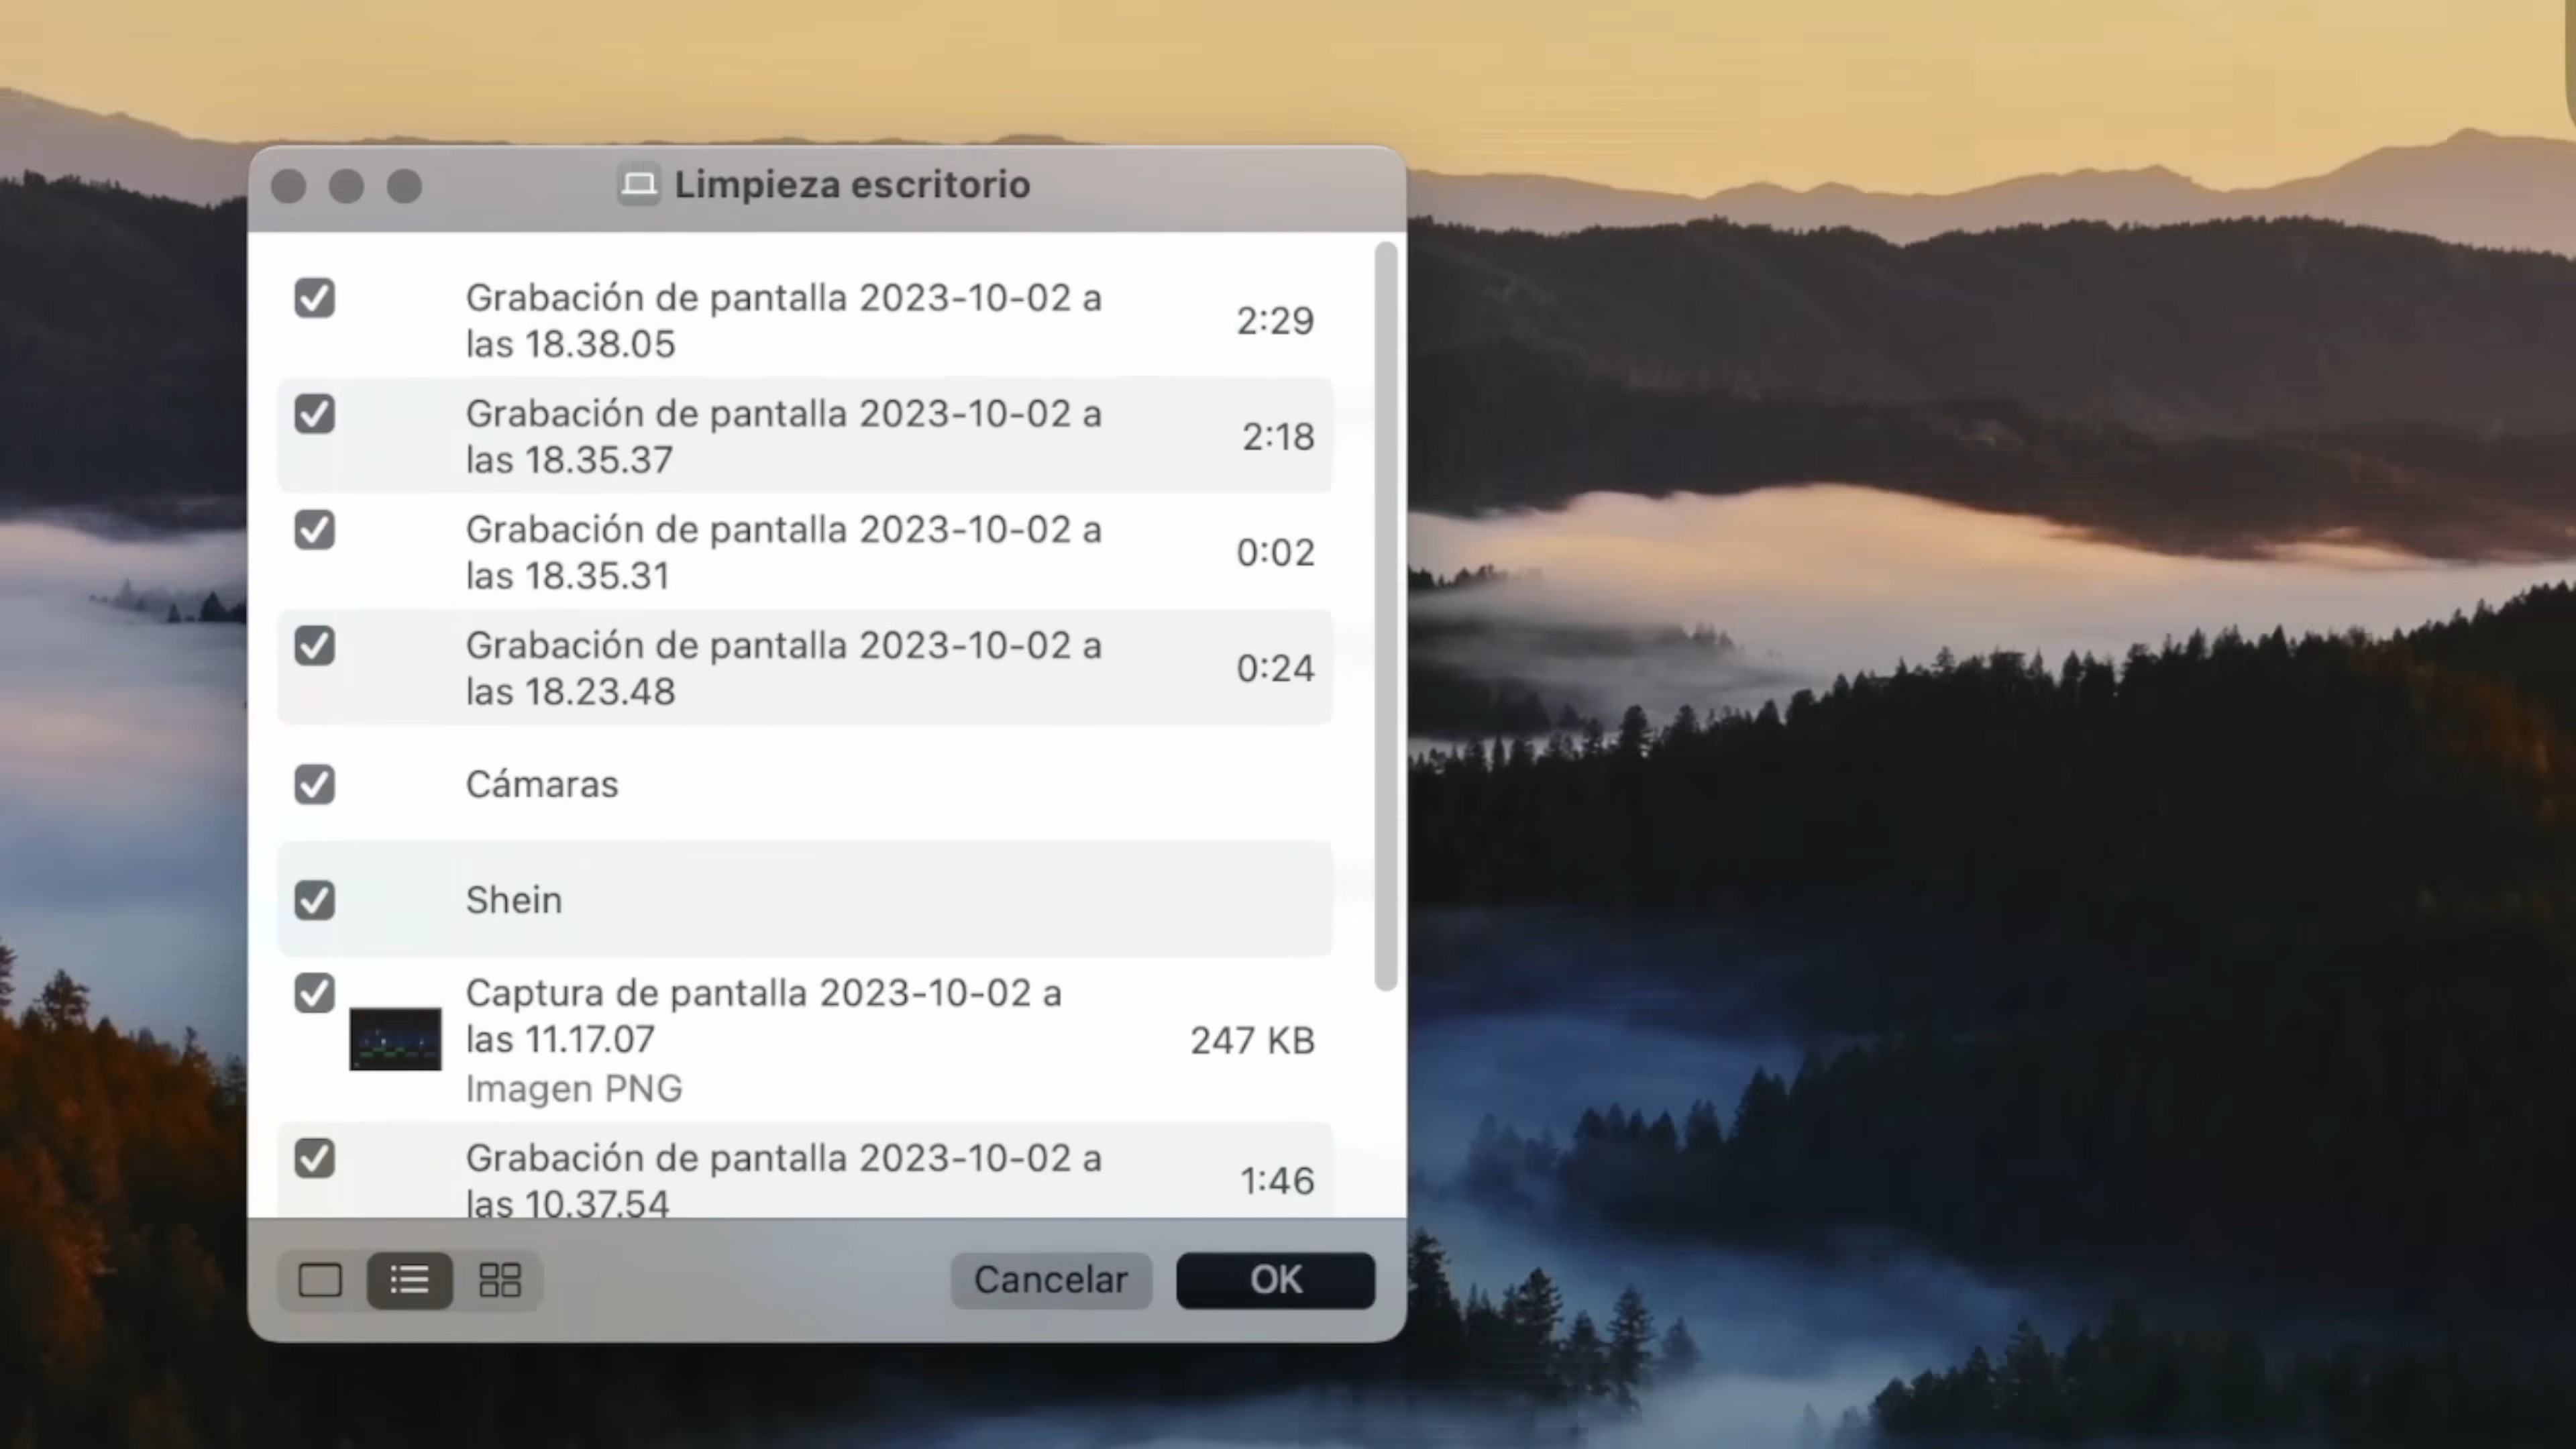 Limpieza escritorio
Grabación de pantalla 2023-10-02 a
las 18.38.05
2:29
Grabación de pantalla 2023-10-02 a
las 18.35.37
2:18
Grabación de pantalla 2023-10-02 a
las 18.35.31
0:02
Grabación de pantalla 2023-10-02 a
las 18.23.48
0:24
Cámaras
Shein
Captura de pantalla 2023-10-02 a
las 11.17.07
Imagen PNG
247 KB
Grabación de pantalla 2023-10-02 a
las 10.37.54
1:46
Cancelar
OK